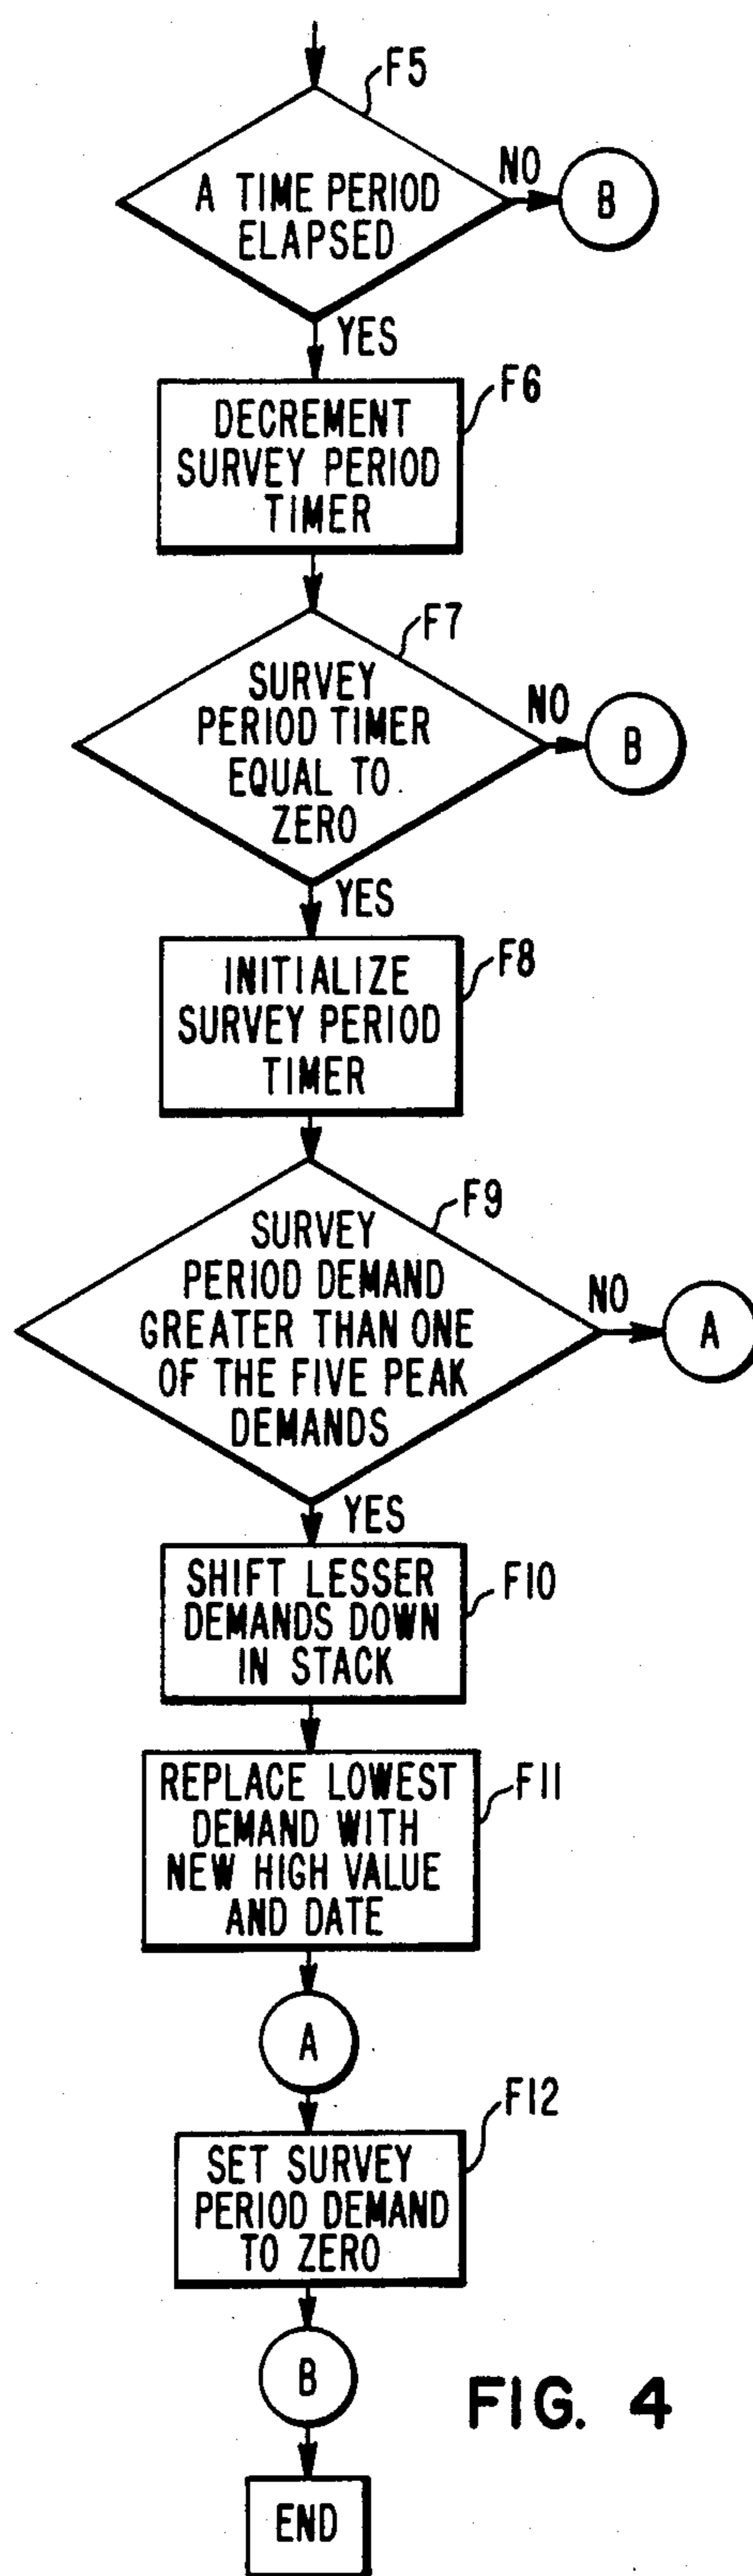 F5
A TIME PERIOD
ELAPSED
NO
B
YES
F6
DECREMENT
SURVEY PERIOD
TIMER
F7
SURVEY
PERIOD TIMER
EQUAL TO
ZERO
NO
B
YES
F8
INITIALIZE
SURVEY PERIOD
TIMER
F9
SURVEY
PERIOD DEMAND
GREATER THAN ONE
OF THE FIVE PEAK
DEMANDS
NO
A
YES
F10
SHIFT LESSER
DEMANDS DOWN
IN STACK
F11
REPLACE LOWEST
DEMAND WITH
NEW HIGH VALUE
AND DATE
A
F12
SET SURVEY
PERIOD DEMAND
TO ZERO
B
FIG. 4
END